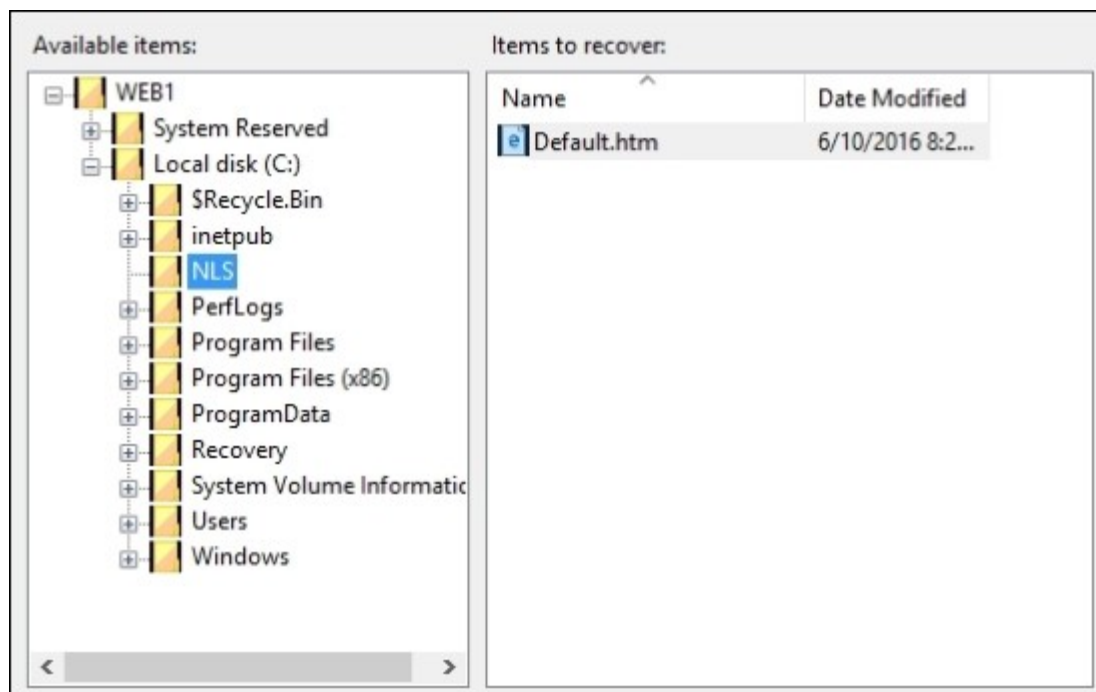 Available items:
WEB1
System Reserved
Local disk (C:)
$Recycle.Bin
inetpub
NLS
PerfLogs
Program Files
Program Files (x86)
ProgramData
Recovery
System Volume Informatic
Users
Windows
Items to recover:
Name Date Modified
Default.htm 6/10/2016 8:2...